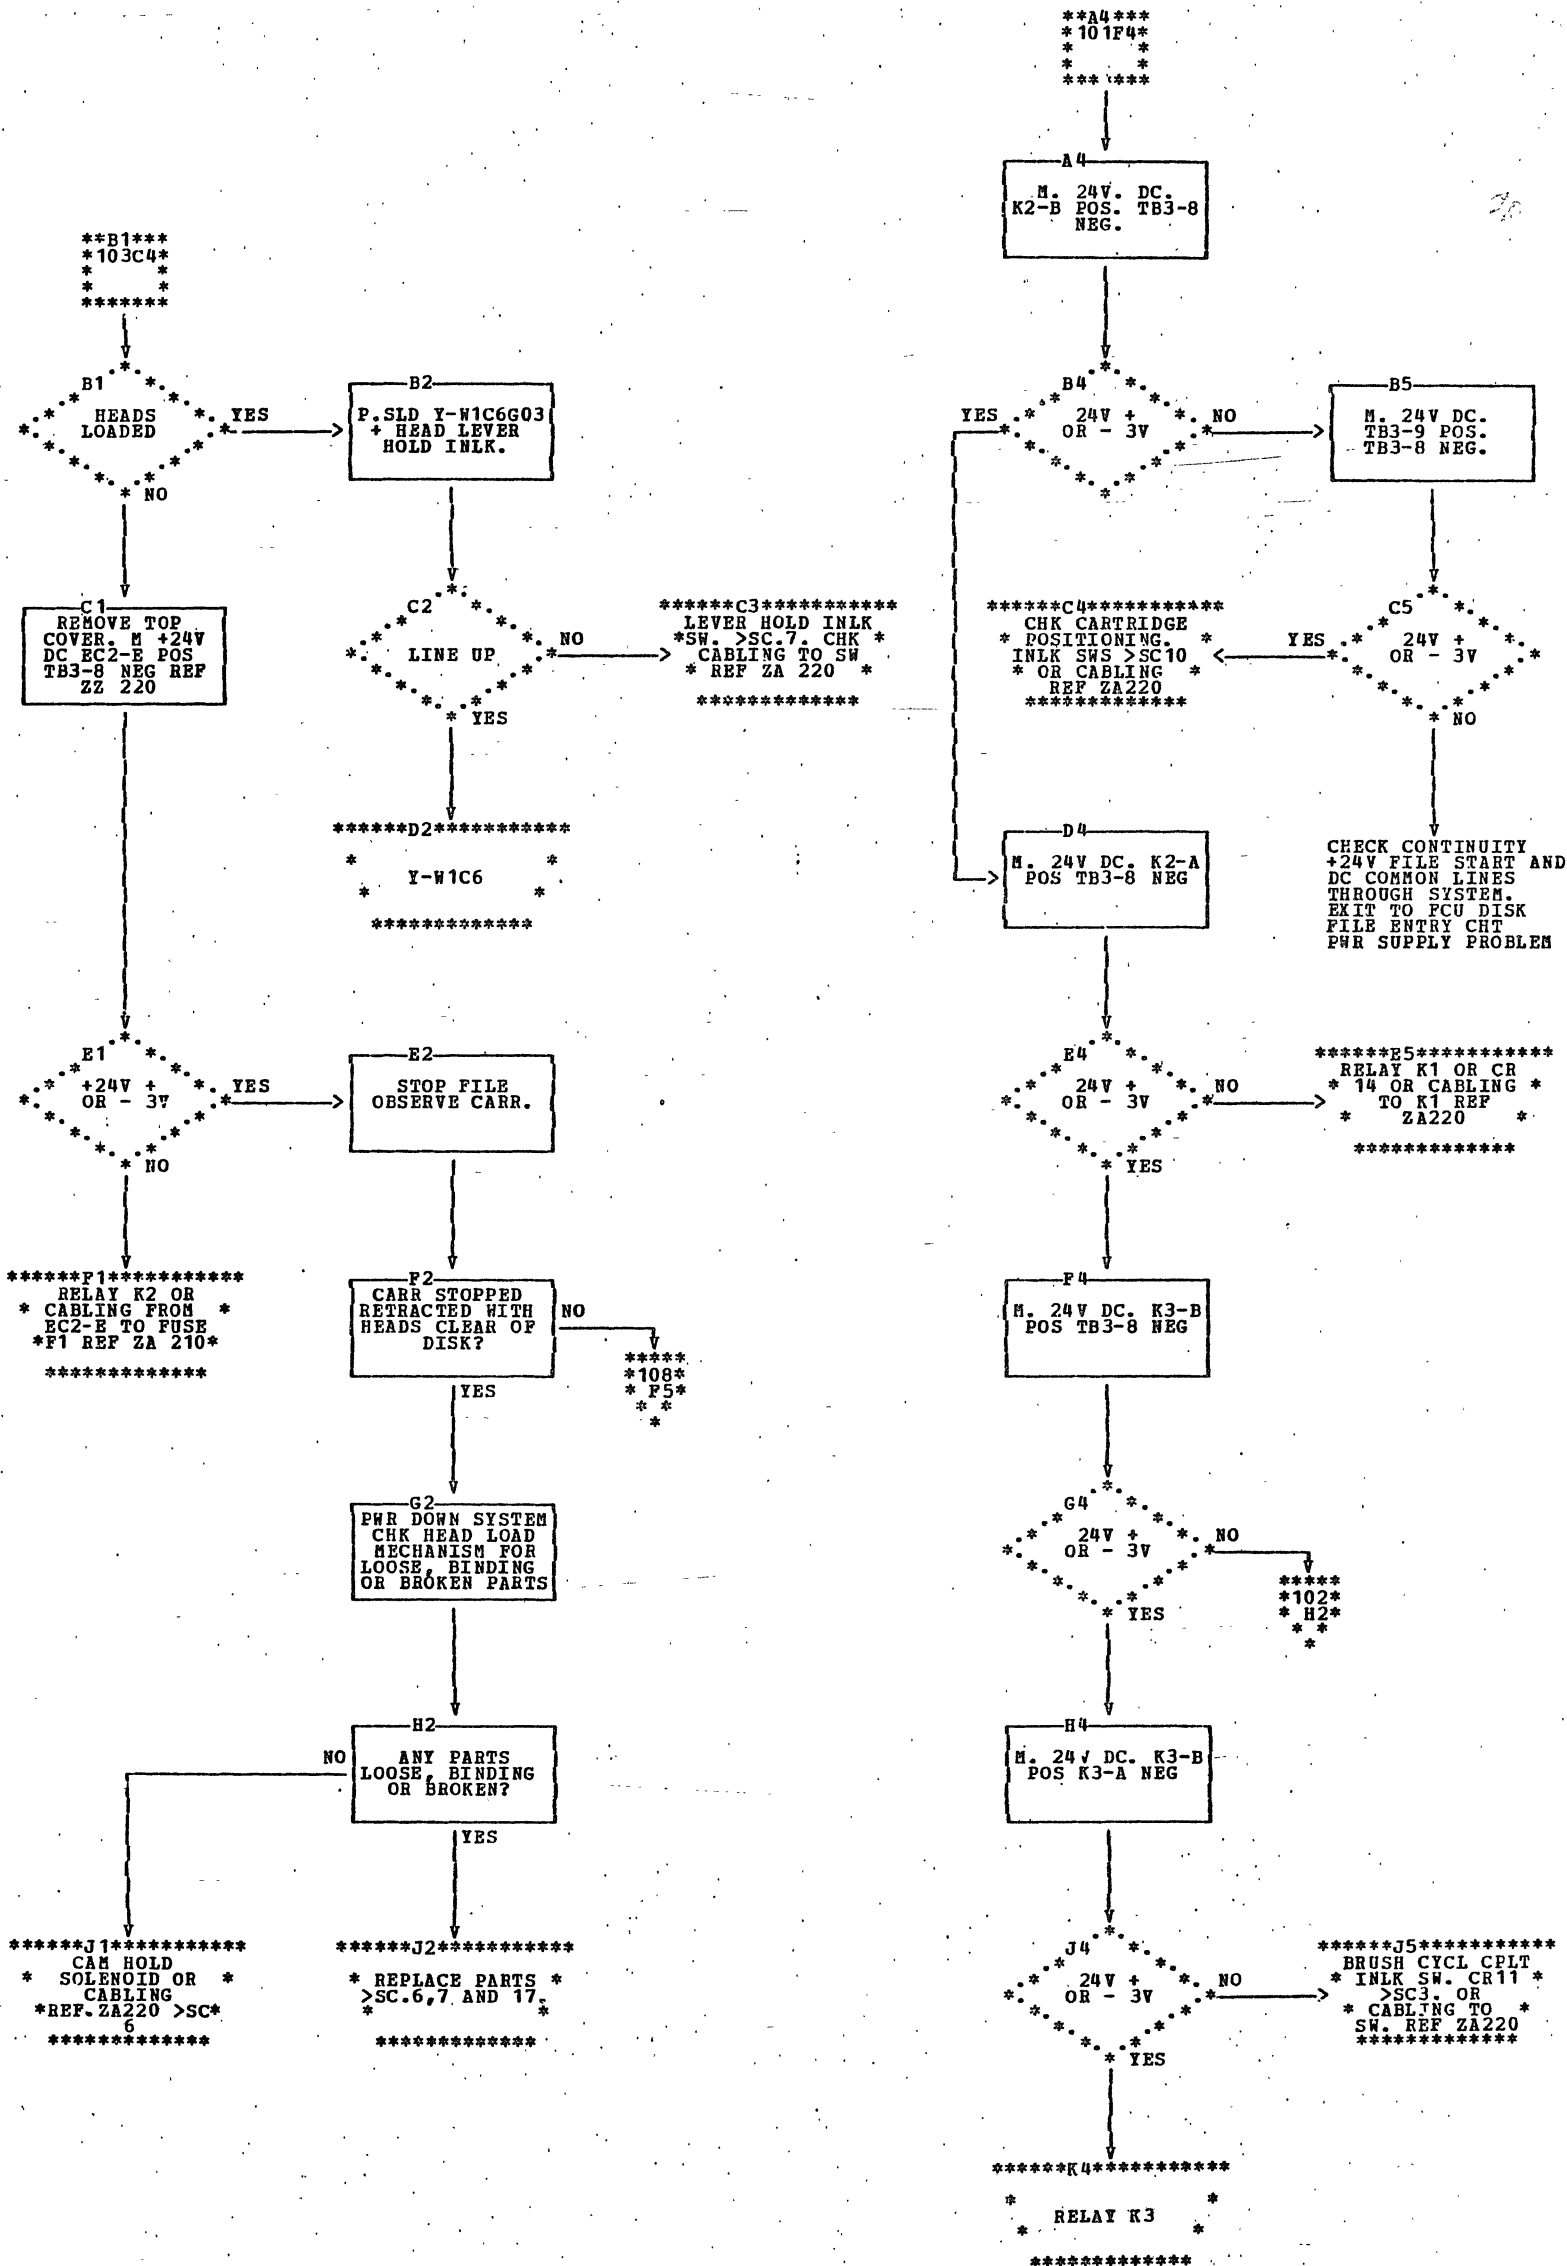 **B1***
*103C4*
* *
* *
*******
B1
HEADS
LOADED
YES
NO
B2
P.SLD Y-W1C6G03
+ HEAD LEVER
HOLD INLK.
C1
REMOVE TOP
COVER. M +24V
DC EC2-E POS
TB3-8 NEG REF
ZZ 220
C2
LINE UP
NO
YES
******C3***********
LEVER HOLD INLK
*SW. >SC.7. CHK *
CABLING TO SW
* REF ZA 220 *
*************
******D2***********
* *
Y-W1C6
* *
*************
E1
+24V +
OR - 3V
YES
NO
E2
STOP FILE
OBSERVE CARR.
******F1***********
RELAY K2 OR
* CABLING FROM *
EC2-E TO FUSE
*F1 REF ZA 210*
*************
F2
CARR STOPPED
RETRACTED WITH
HEADS CLEAR OF
DISK?
NO
YES
*****
*108*
* F5*
* *
*
G2
PWR DOWN SYSTEM
CHK HEAD LOAD
MECHANISM FOR
LOOSE, BINDING
OR BROKEN PARTS
H2
ANY PARTS
LOOSE, BINDING
OR BROKEN?
NO
YES
******J1***********
CAM HOLD
* SOLENOID OR *
CABLING
*REF.ZA220 >SC*
6
*************
******J2***********
* REPLACE PARTS *
>SC.6,7 AND 17.
* *
*************
**A4***
*101F4*
* *
* *
*******
A4
M. 24V. DC.
K2-B POS. TB3-8
NEG.
B4
24V +
OR - 3V
YES
NO
B5
M. 24V DC.
TB3-9 POS.
TB3-8 NEG.
******C4***********
CHK CARTRIDGE
* POSITIONING. *
INLK SWS >SC10
* OR CABLING *
REF ZA220
*************
C5
24V +
OR - 3V
YES
NO
CHECK CONTINUITY
+24V FILE START AND
DC COMMON LINES
THROUGH SYSTEM.
EXIT TO FCU DISK
FILE ENTRY CHT
PWR SUPPLY PROBLEM
D4
M. 24V DC. K2-A
POS TB3-8 NEG
E4
24V +
OR - 3V
NO
YES
******E5***********
RELAY K1 OR CR
* 14 OR CABLING *
TO K1 REF
* ZA220 *
*************
F4
M. 24V DC. K3-B
POS TB3-8 NEG
G4
24V +
OR - 3V
NO
YES
*****
*102*
* H2*
* *
*
H4
M. 24V DC. K3-B
POS K3-A NEG
J4
24V +
OR - 3V
NO
YES
******J5***********
BRUSH CYCL CPLT
* INLK SW. CR11 *
>SC3. OR
* CABLING TO *
SW. REF ZA220
*************
******K4***********
* *
RELAY K3
* *
*************